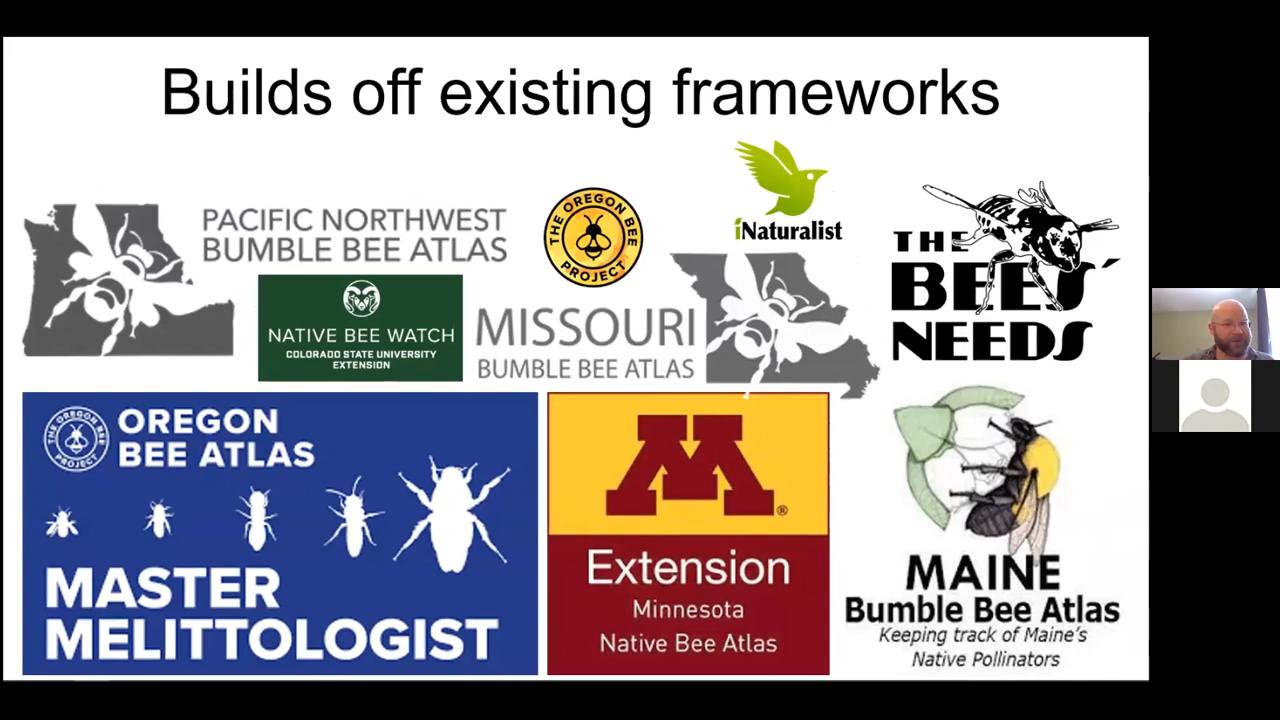 Builds off existing frameworks
PACIFIC NORTHWEST
BUMBLE BEE ATLAS
THE OREGON BEE
PROJECT
iNaturalist
THE
BEES'
NEEDS
NATIVE BEE WATCH
COLORADO STATE UNIVERSITY
EXTENSION
MISSOURI
BUMBLE BEE ATLAS
THE OREGON BEE
PROJECT
OREGON
BEE ATLAS
MASTER
MELITTOLOGIST
M®
Extension
Minnesota
Native Bee Atlas
MAINE
Bumble Bee Atlas
Keeping track of Maine's
Native Pollinators